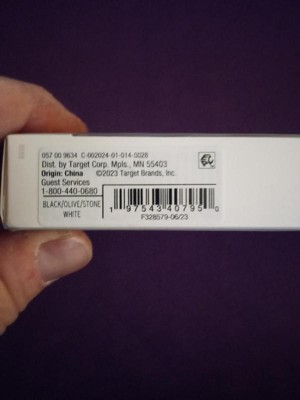 057 00 9634 C-002024-01-014-0028
Dist. by Target Corp. Mpls., MN 55403
Origin: China ©2023 Target Brands, Inc.
Guest Services
1-800-440-0680
BLACK/OLIVE/STONE
WHITE
1 97543 40795 0
F328579-06/23